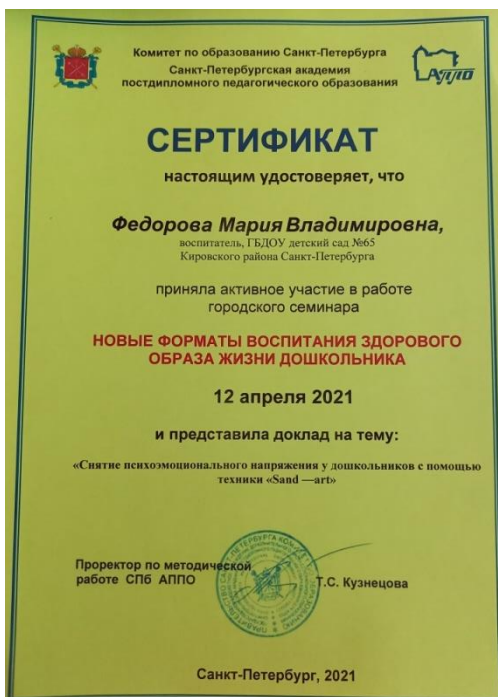 Комитет по образованию Санкт-Петербурга
Санкт-Петербургская академия
постдипломного педагогического образования
АППО
СЕРТИФИКАТ
настоящим удостоверяет, что
Федорова Мария Владимировна,
воспитатель, ГБДОУ детский сад №65
Кировского района Санкт-Петербурга
приняла активное участие в работе
городского семинара
НОВЫЕ ФОРМАТЫ ВОСПИТАНИЯ ЗДОРОВОГО
ОБРАЗА ЖИЗНИ ДОШКОЛЬНИКА
12 апреля 2021
и представила доклад на тему:
«Снятие психоэмоционального напряжения у дошкольников с помощью
техники «Sand —art»
Проректор по методической
работе СПб АППО
Т.С. Кузнецова
Санкт-Петербург, 2021